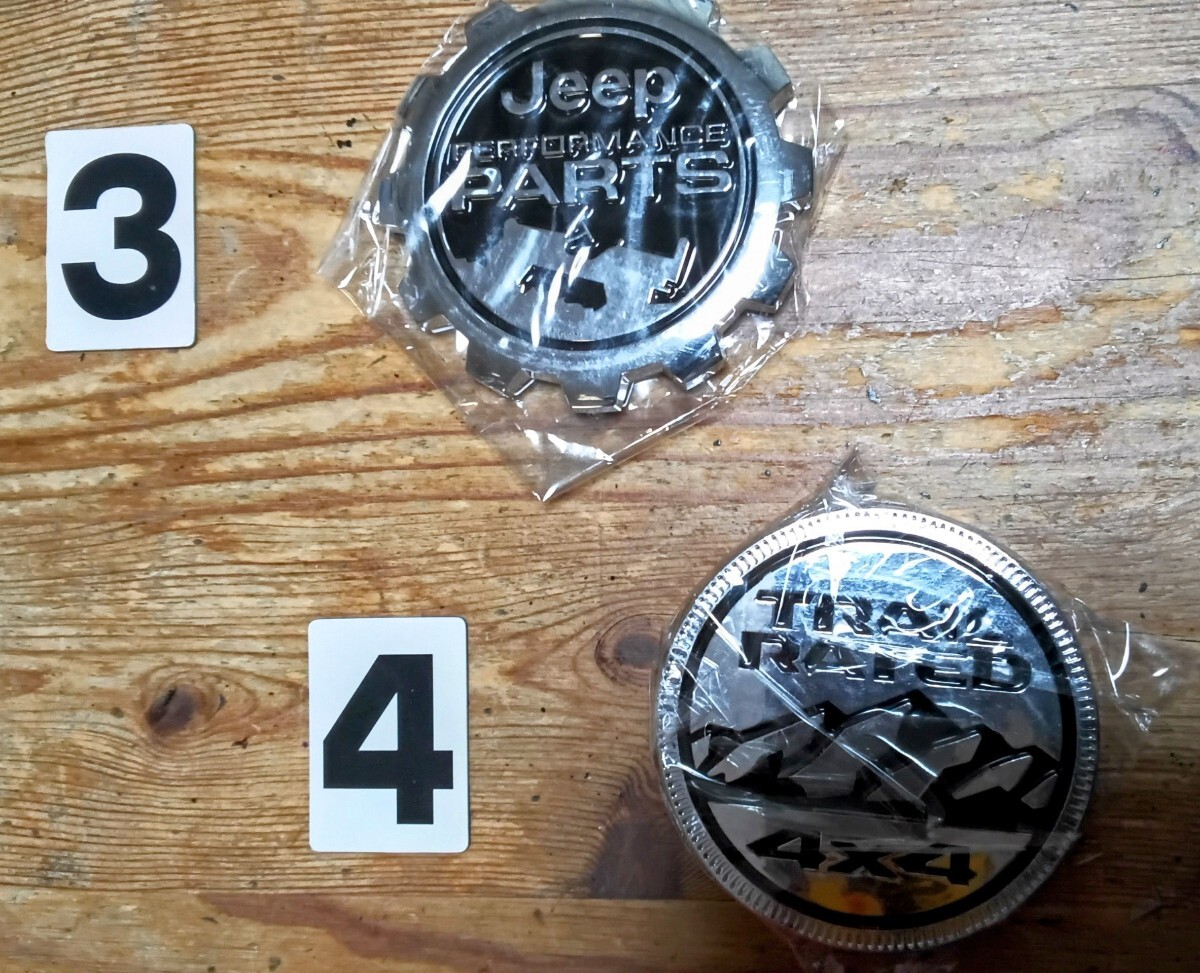 3
Jeep
PERFORMANCE
PARTS
4
TRAIL
RATED
4x4